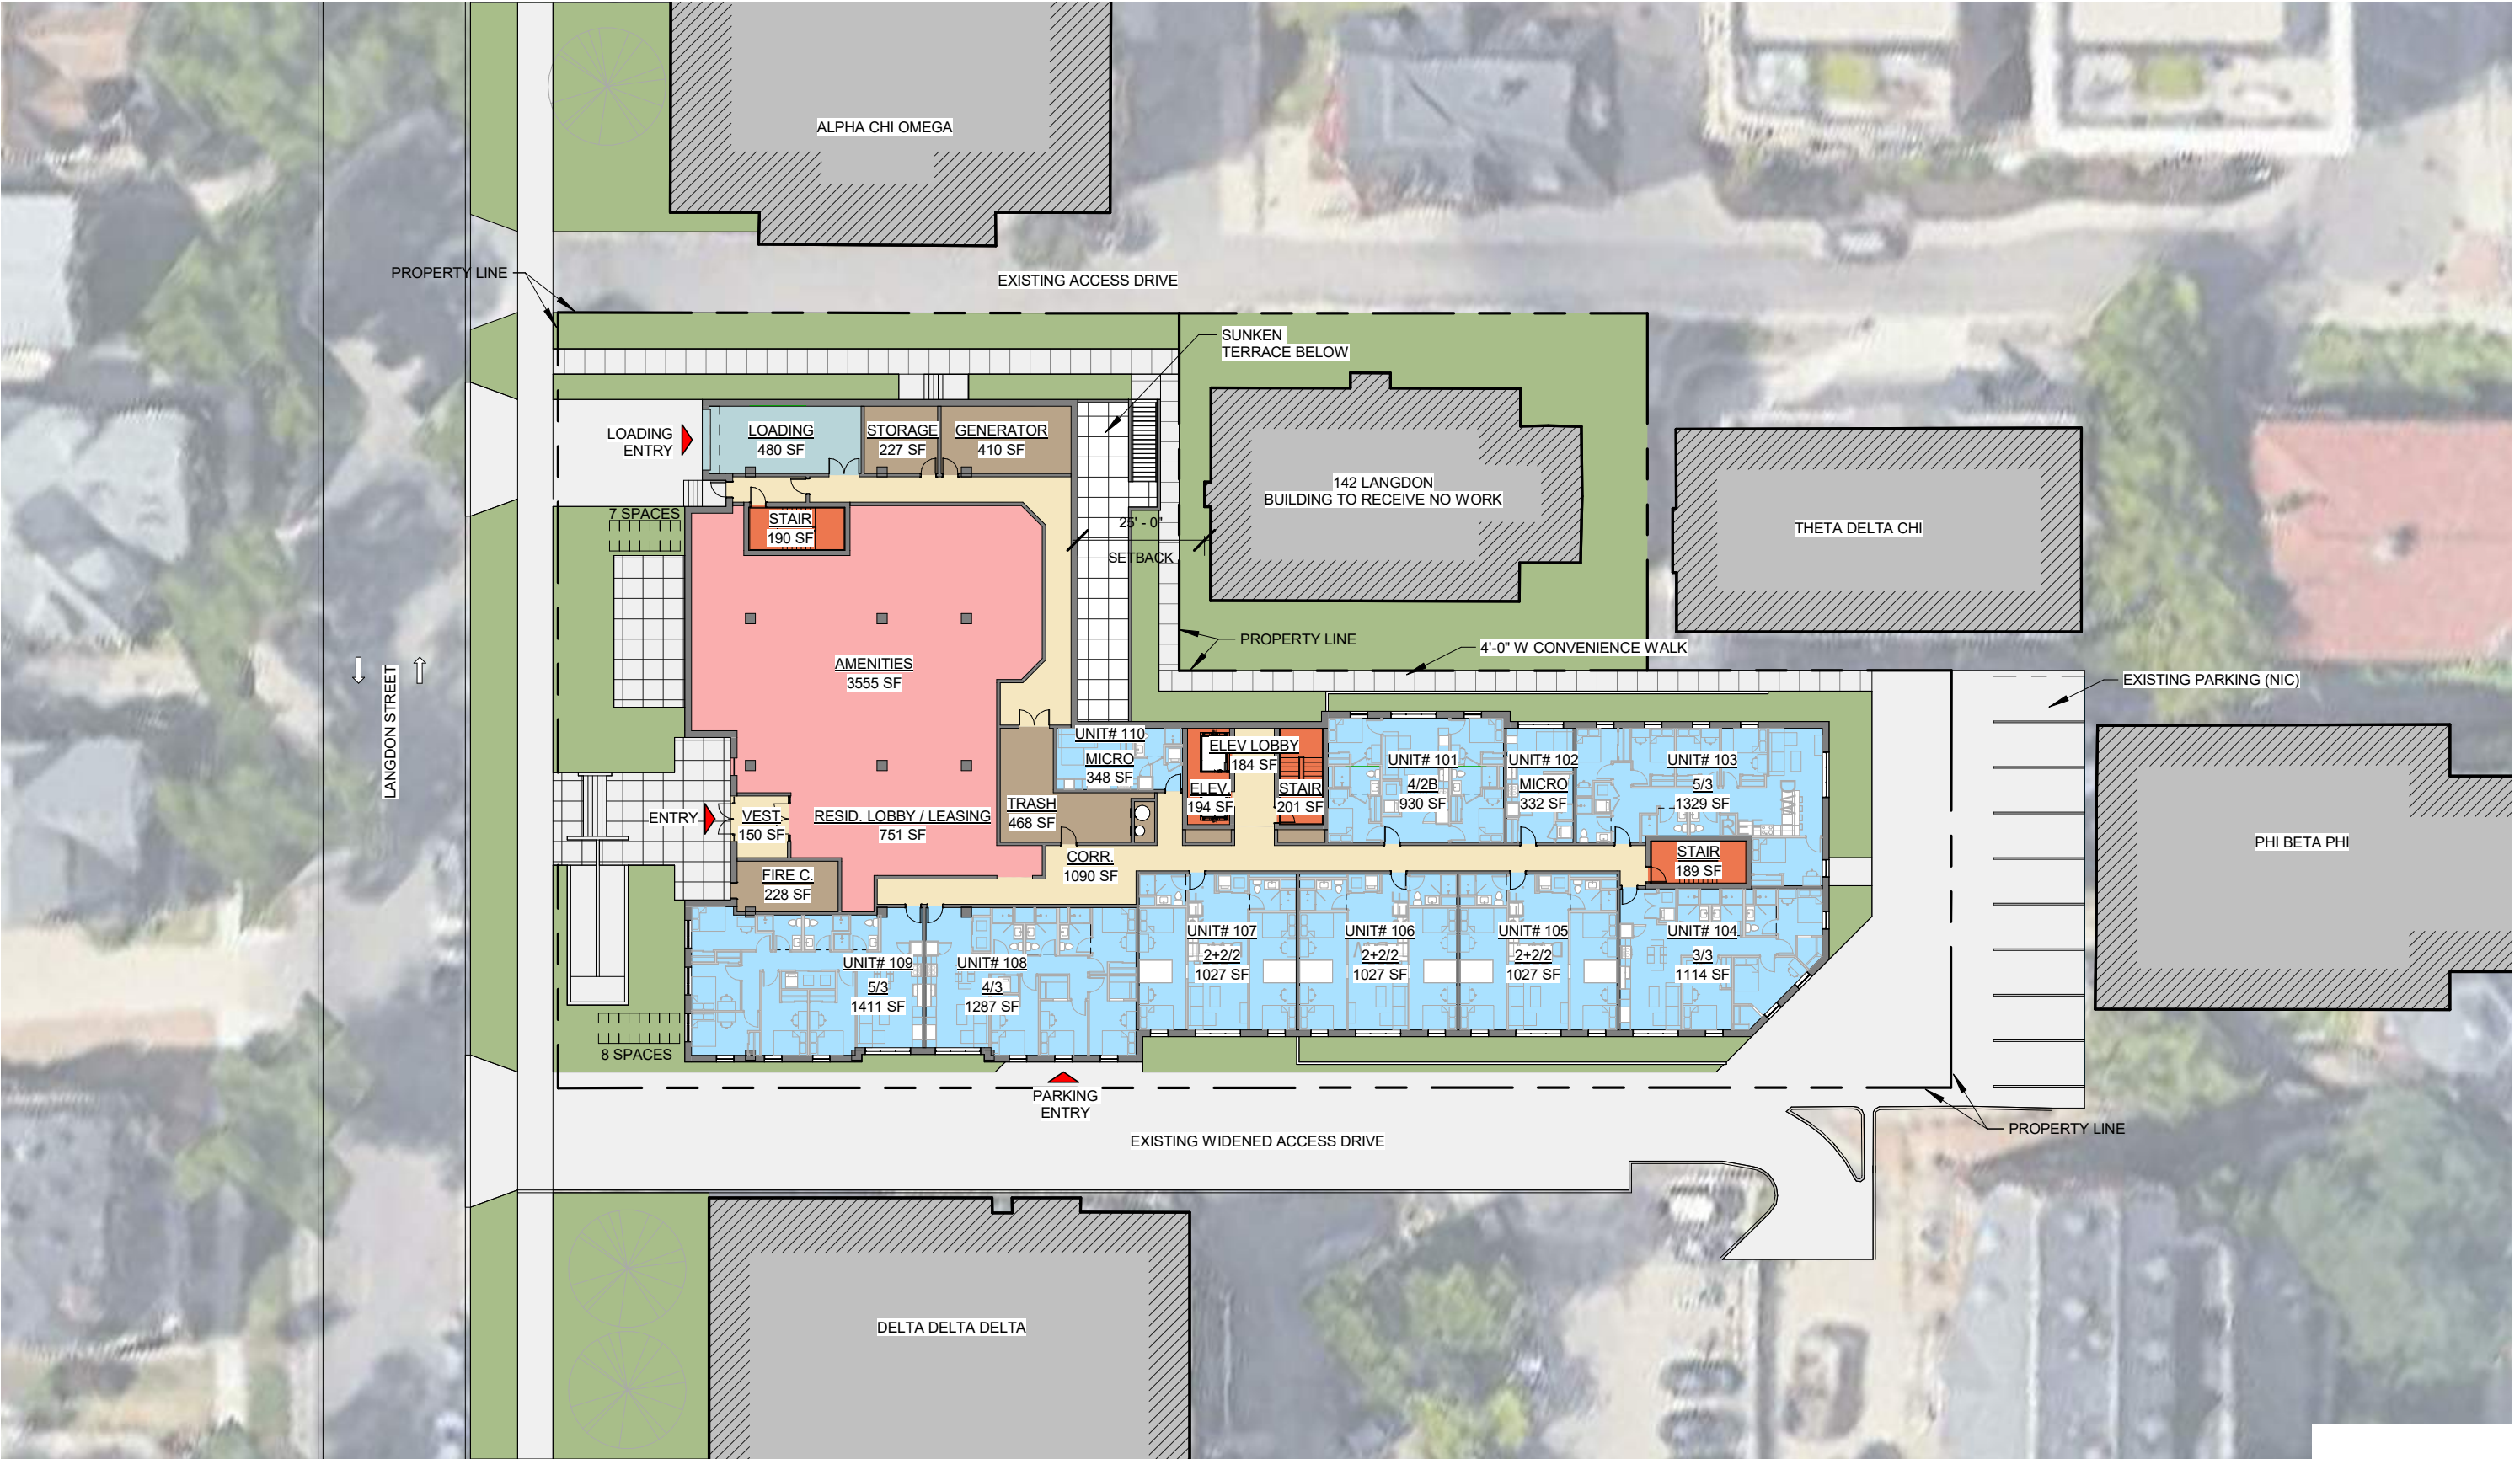 ALPHA CHI OMEGA
PROPERTY LINE
EXISTING ACCESS DRIVE
SUNKEN
TERRACE BELOW
LOADING
ENTRY
LOADING
480 SF
STORAGE
227 SF
GENERATOR
410 SF
142 LANGDON
BUILDING TO RECEIVE NO WORK
THETA DELTA CHI
7 SPACES
STAIR
190 SF
25' - 0"
SETBACK
PROPERTY LINE
4'-0" W CONVENIENCE WALK
EXISTING PARKING (NIC)
LANGDON STREET
AMENITIES
3555 SF
UNIT# 110
MICRO
348 SF
ELEV LOBBY
184 SF
ELEV.
194 SF
STAIR
201 SF
UNIT# 101
4/2B
930 SF
UNIT# 102
MICRO
332 SF
UNIT# 103
5/3
1329 SF
ENTRY
VEST
150 SF
RESID. LOBBY / LEASING
751 SF
TRASH
468 SF
PHI BETA PHI
CORR.
1090 SF
STAIR
189 SF
FIRE C.
228 SF
UNIT# 109
5/3
1411 SF
UNIT# 108
4/3
1287 SF
UNIT# 107
2+2/2
1027 SF
UNIT# 106
2+2/2
1027 SF
UNIT# 105
2+2/2
1027 SF
UNIT# 104
3/3
1114 SF
8 SPACES
PARKING
ENTRY
EXISTING WIDENED ACCESS DRIVE
PROPERTY LINE
DELTA DELTA DELTA